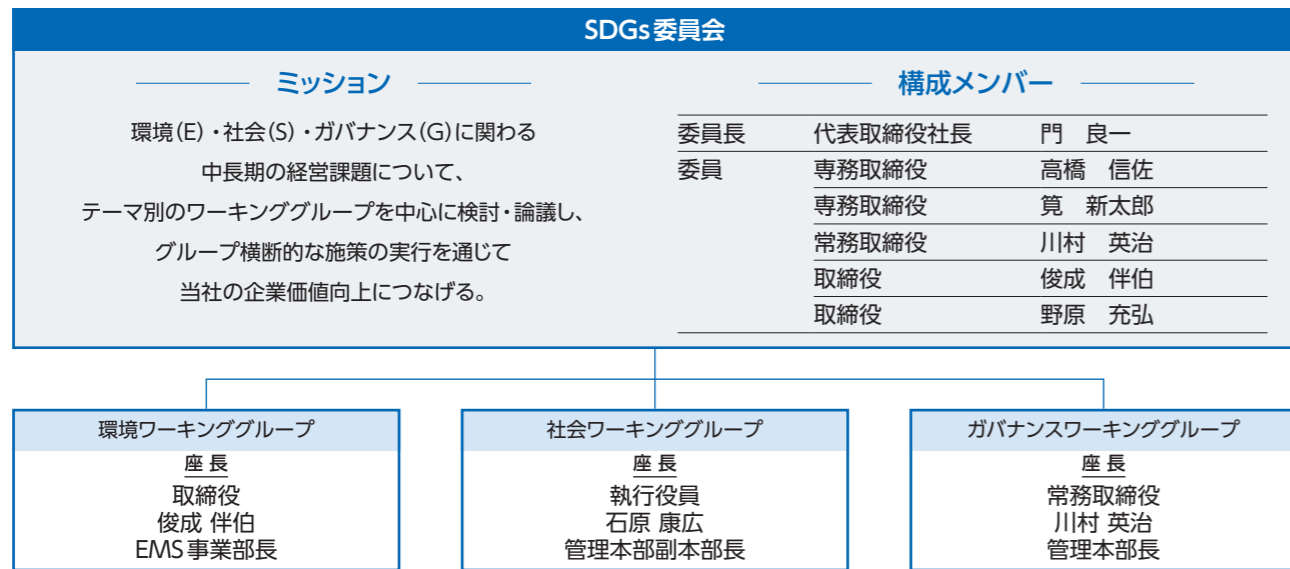 SDGs委員会
ミッション
環境(E)・社会(S)・ガバナンス(G)に関わる
中長期の経営課題について、
テーマ別のワーキンググループを中心に検討・論議し、
グループ横断的な施策の実行を通じて
当社の企業価値向上につなげる。
構成メンバー
委員長 代表取締役社長 門 良一
委員 専務取締役 高橋 信佐
専務取締役 筧 新太郎
常務取締役 川村 英治
取締役 俊成 伴伯
取締役 野原 充弘
環境ワーキンググループ
座長
取締役
俊成 伴伯
EMS事業部長
社会ワーキンググループ
座長
執行役員
石原 康広
管理本部副本部長
ガバナンスワーキンググループ
座長
常務取締役
川村 英治
管理本部長